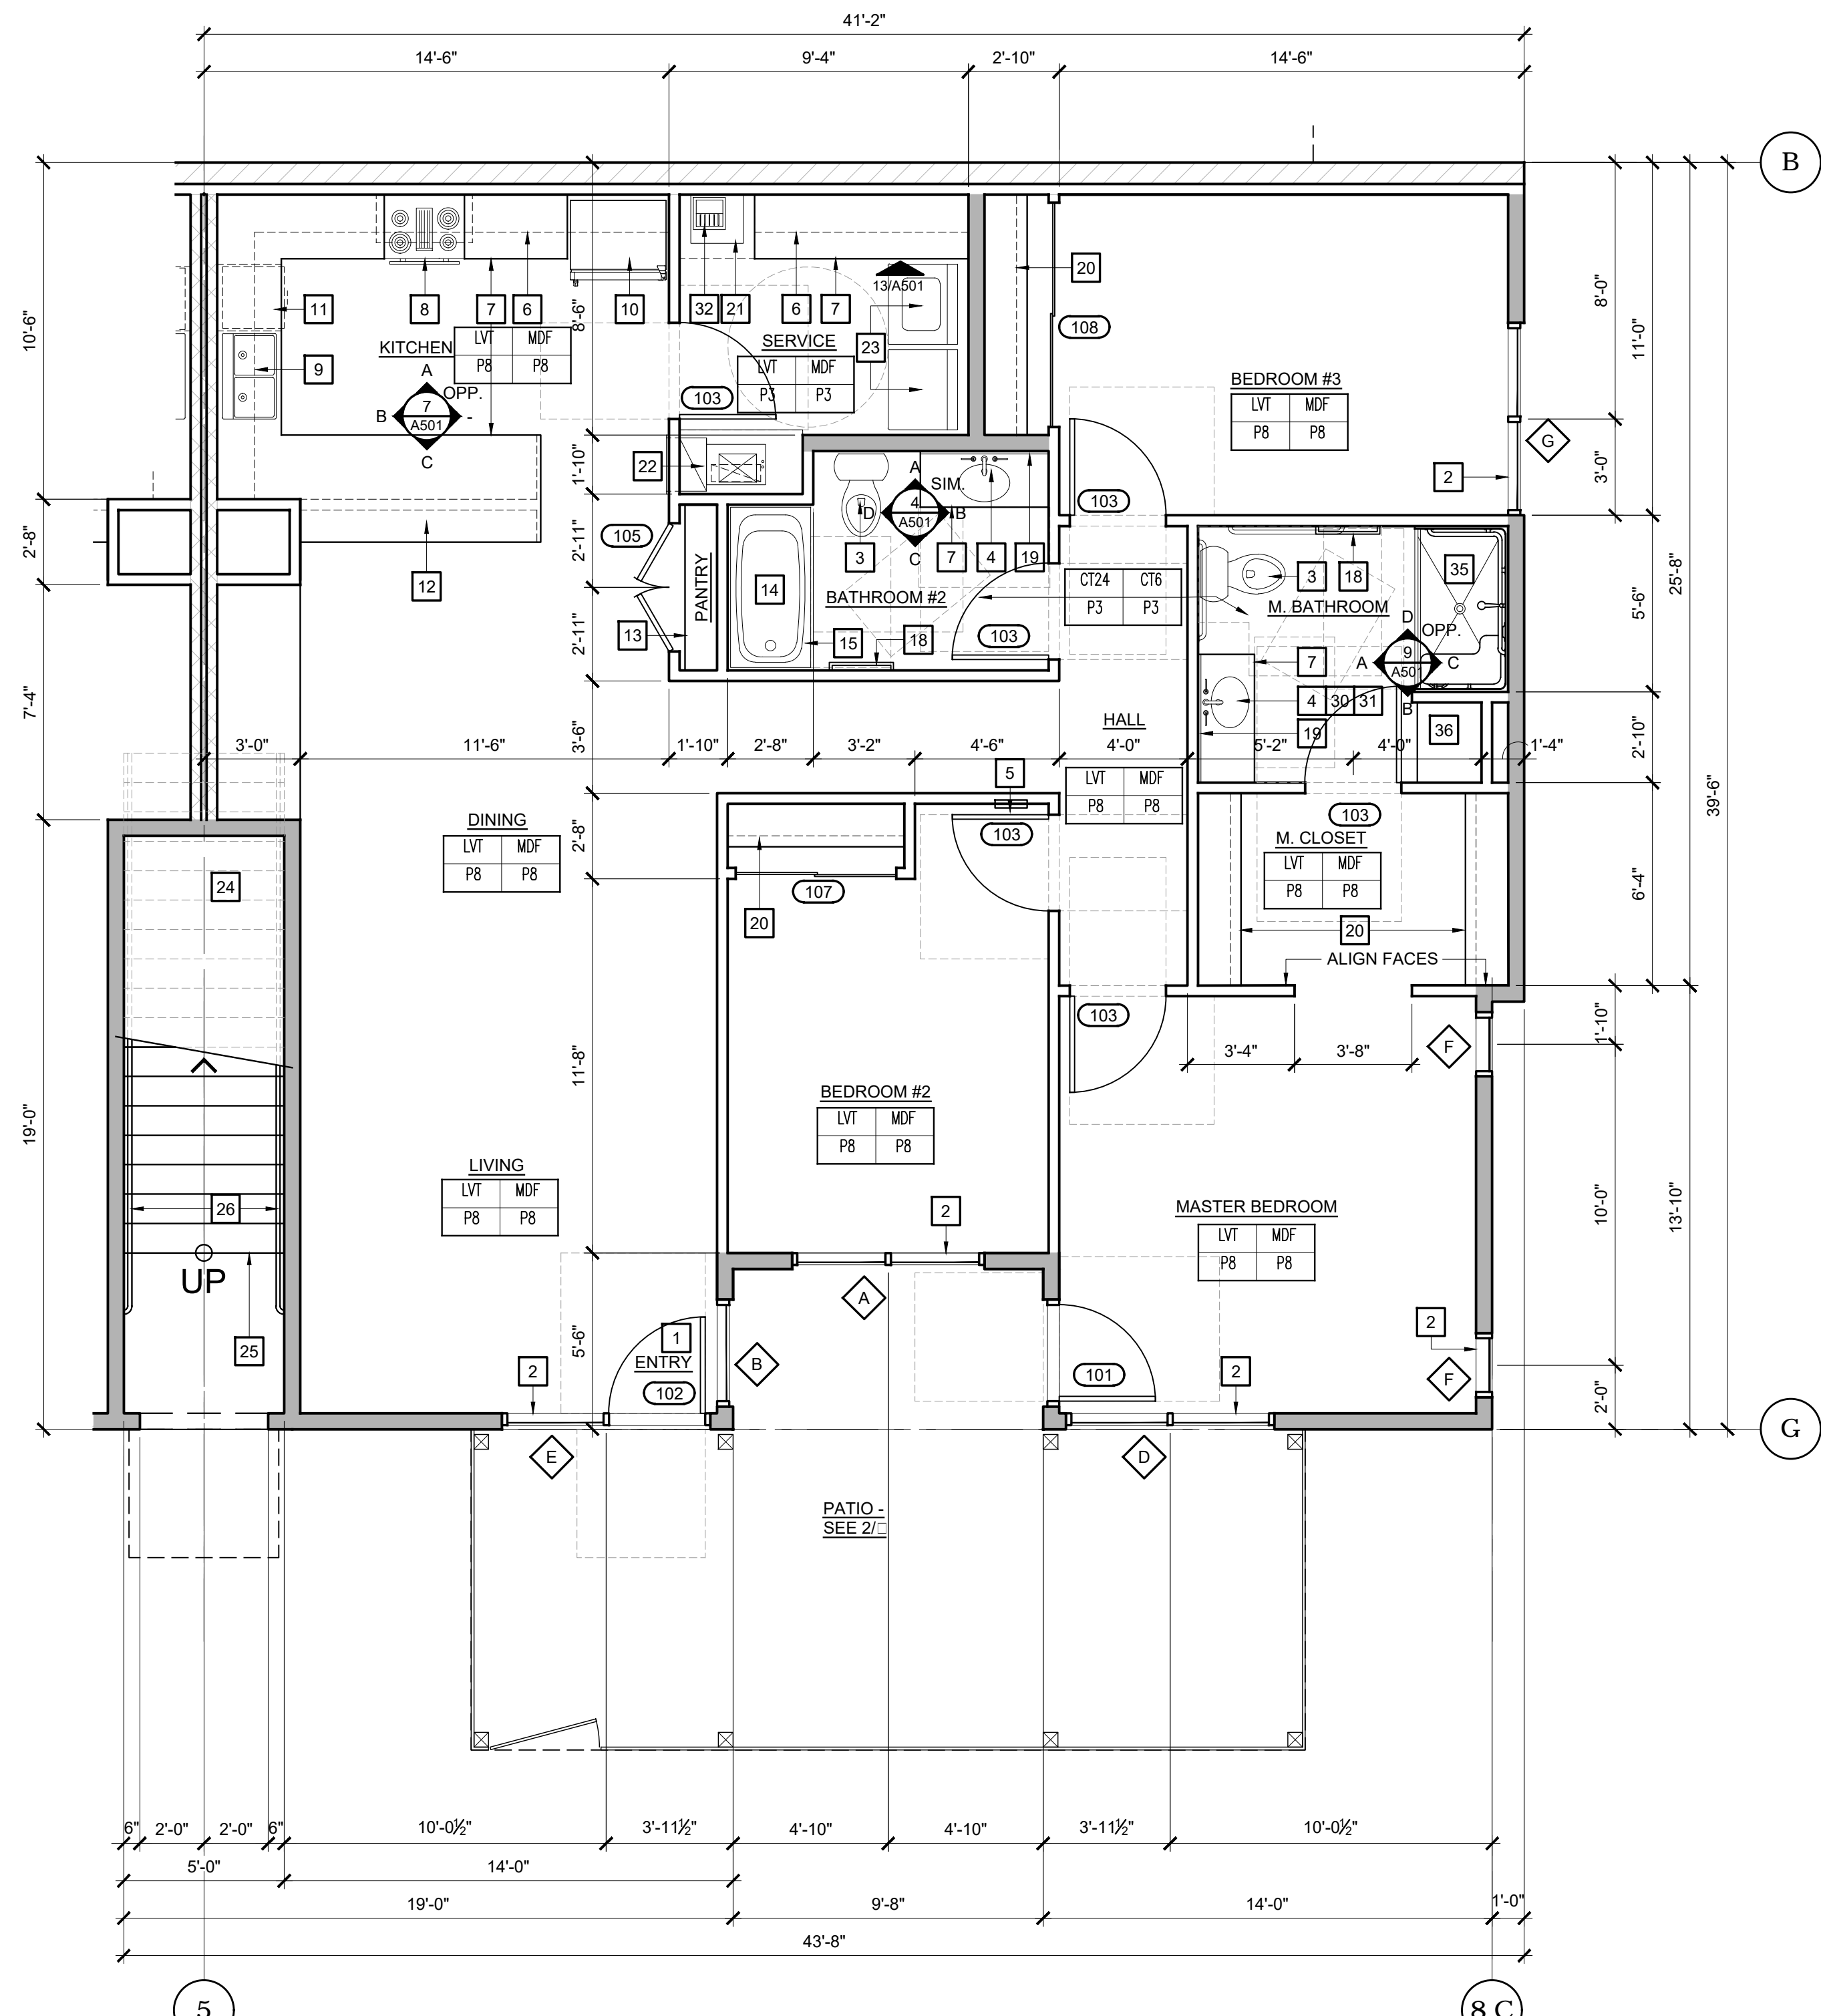 41'-2"
14'-6"
9'-4"
2'-10"
14'-6"
B
10'-6"
2'-8"
7'-4"
19'-0"
11
8
7
6
10
9
KITCHEN
LVT MDF
P8 P8
A
OPP.
B
7
A501
-
C
12
8'-6"
1'-10"
2'-11"
2'-11"
3'-6"
2'-8"
11'-8"
5'-6"
32
21
6
7
13/A501
23
SERVICE
LVT MDF
P3 P3
103
22
105
13
PANTRY
20
108
BEDROOM #3
LVT MDF
P8 P8
2
G
103
8'-0"
3'-0"
11'-0"
5'-6"
25'-8"
2'-10"
39'-6"
6'-4"
A
SIM.
D
4
A501
B
C
3
7
4
19
14
BATHROOM #2
15
18
103
CT24 CT6
P3 P3
3
18
35
M. BATHROOM
D
OPP.
A
9
A501
C
B
7
4
30
31
19
36
HALL
3'-0"
11'-6"
1'-10"
2'-8"
3'-2"
4'-6"
4'-0"
5'-2"
4'-0"
1'-4"
5
LVT MDF
P8 P8
103
103
M. CLOSET
LVT MDF
P8 P8
20
ALIGN FACES
DINING
LVT MDF
P8 P8
107
20
24
103
F
3'-4"
3'-8"
1'-10"
10'-0"
13'-10"
2'-0"
BEDROOM #2
LVT MDF
P8 P8
LIVING
LVT MDF
P8 P8
26
UP
25
2
MASTER BEDROOM
LVT MDF
P8 P8
A
1
ENTRY
102
B
101
2
2
2
F
G
E
D
PATIO -
SEE 2/
6"
2'-0"
2'-0"
6"
10'-0½"
3'-11½"
4'-10"
4'-10"
3'-11½"
10'-0½"
5'-0"
14'-0"
19'-0"
9'-8"
14'-0"
1'-0"
43'-8"
5
8 C